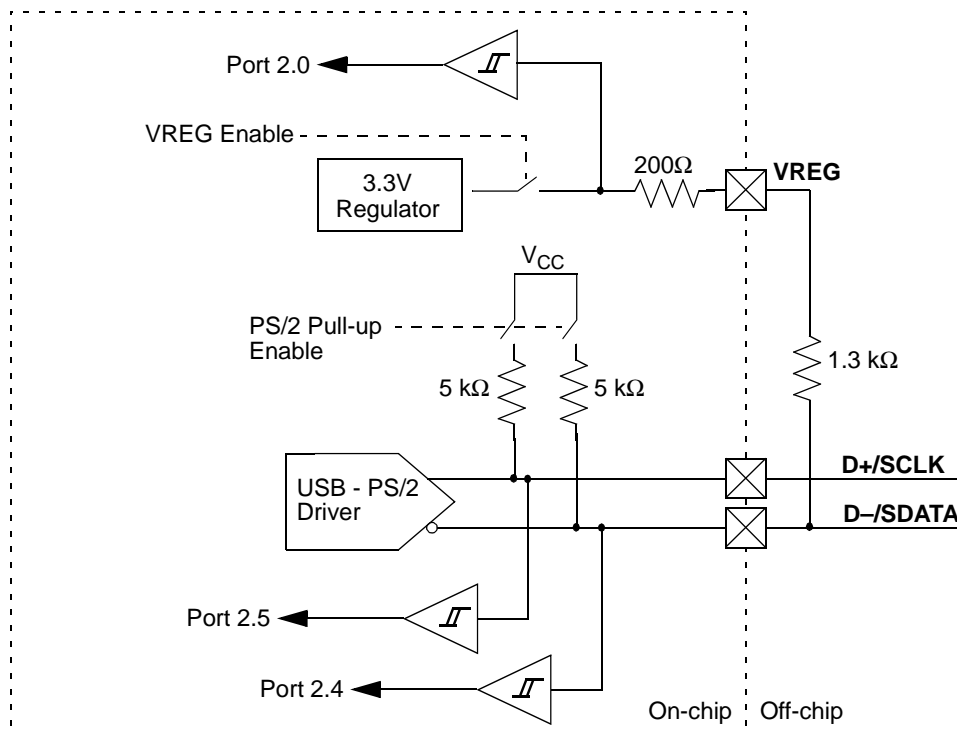 Port 2.0
VREG Enable
3.3V
Regulator
200Ω
VREG
VCC
PS/2 Pull-up
Enable
5 kΩ
5 kΩ
1.3 kΩ
USB - PS/2
Driver
D+/SCLK
D–/SDATA
Port 2.5
Port 2.4
On-chip
Off-chip